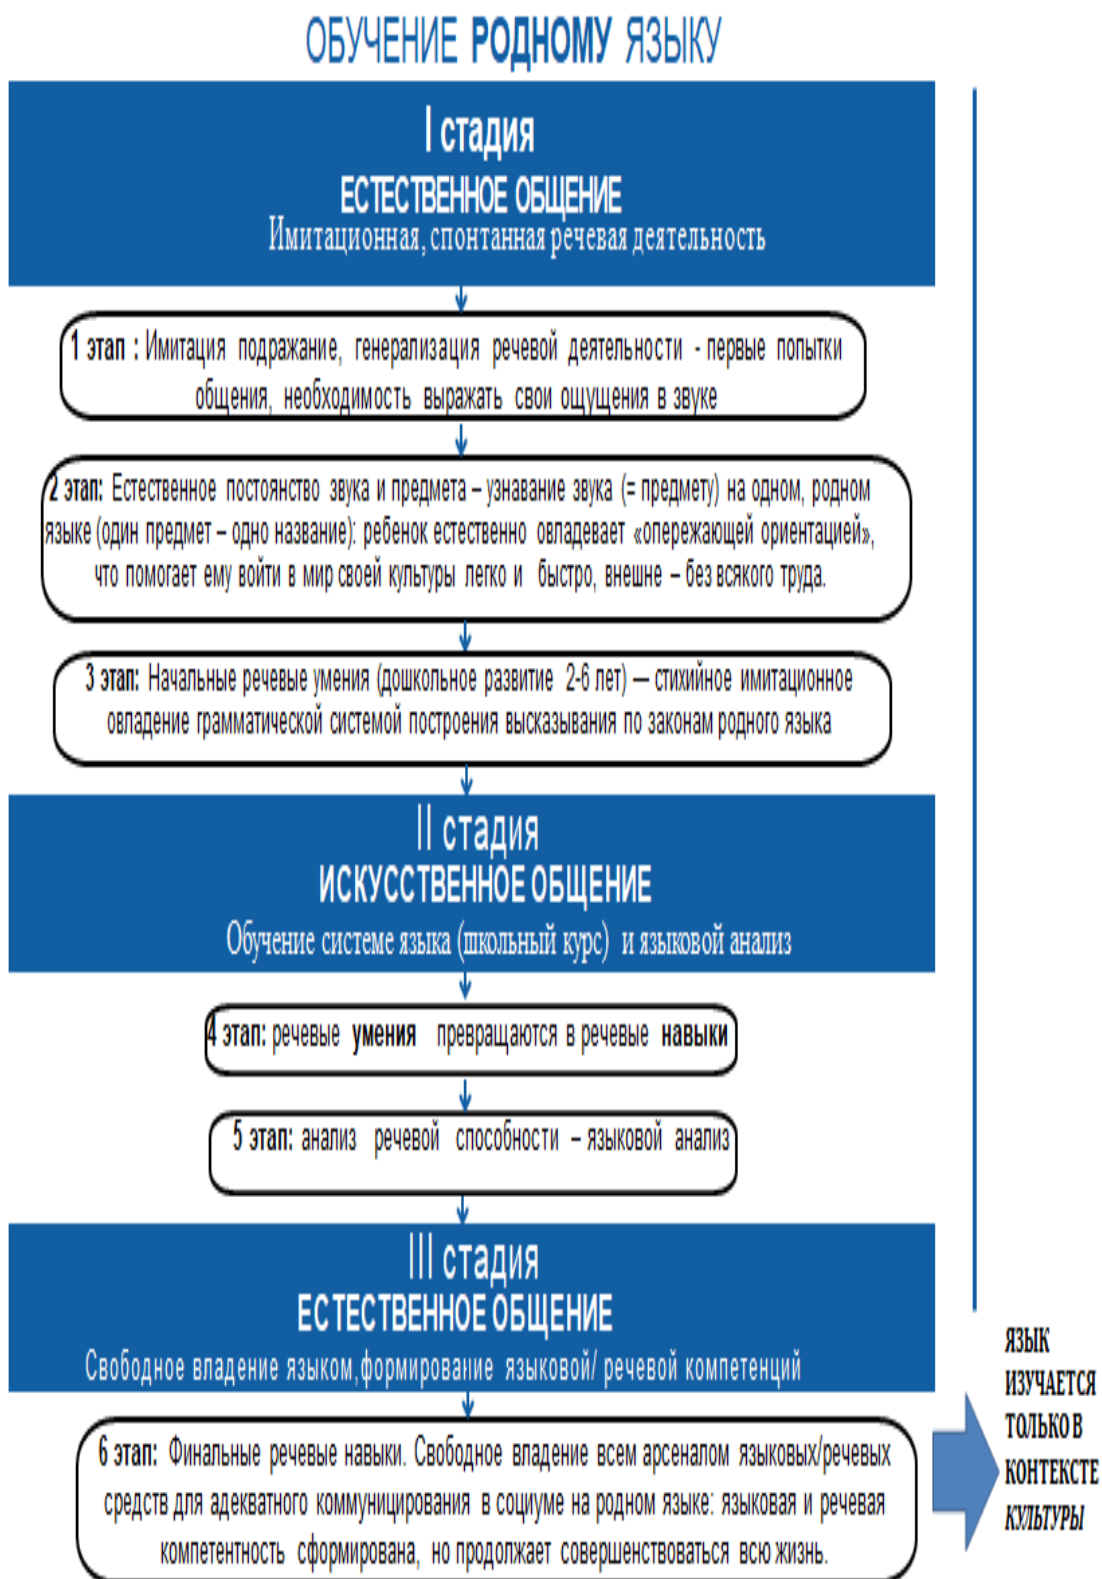 ОБУЧЕНИЕ РОДНОМУ ЯЗЫКУ
I стадия
ЕСТЕСТВЕННОЕ ОБЩЕНИЕ
Имитационная, спонтанная речевая деятельность
1 этап : Имитация подражание, генерализация речевой деятельности - первые попытки
общения, необходимость выражать свои ощущения в звуке
2 этап: Естественное постоянство звука и предмета – узнавание звука (= предмету) на одном, родном
языке (один предмет – одно название): ребенок естественно овладевает «опережающей ориентацией»,
что помогает ему войти в мир своей культуры легко и быстро, внешне – без всякого труда.
3 этап: Начальные речевые умения (дошкольное развитие 2-6 лет) — стихийное имитационное
овладение грамматической системой построения высказывания по законам родного языка
II стадия
ИСКУССТВЕННОЕ ОБЩЕНИЕ
Обучение системе языка (школьный курс) и языковой анализ
4 этап: речевые умения превращаются в речевые навыки
5 этап: анализ речевой способности – языковой анализ
III стадия
ЕСТЕСТВЕННОЕ ОБЩЕНИЕ
Свободное владение языком,формирование языковой/ речевой компетенций
6 этап: Финальные речевые навыки. Свободное владение всем арсеналом языковых/речевых
средств для адекватного коммуницирования в социуме на родном языке: языковая и речевая
компетентность сформирована, но продолжает совершенствоваться всю жизнь.
ЯЗЫК
ИЗУЧАЕТСЯ
ТОЛЬКО В
КОНТЕКСТЕ
КУЛЬТУРЫ